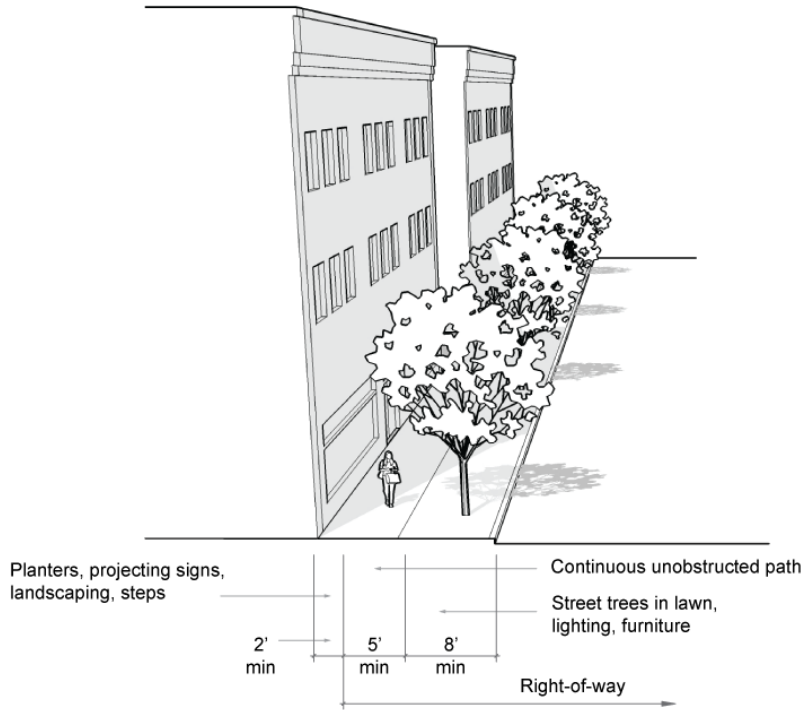 Planters, projecting signs,
landscaping, steps
Continuous unobstructed path
Street trees in lawn,
lighting, furniture
2’
min
5’
min
8’
min
Right-of-way